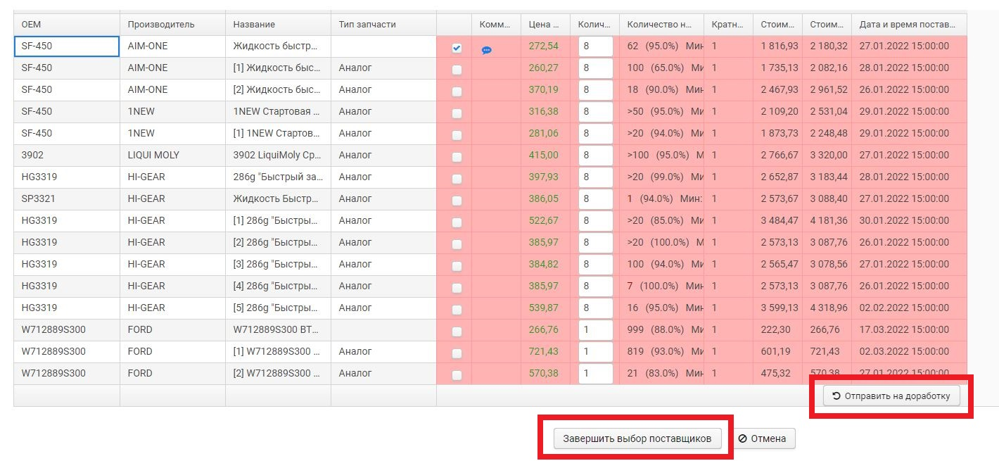 OEM Производитель Название Тип запчасти Комм... Цена ... Колич... Количество н... Кратн... Стоим... Стоим... Дата и время постав...
SF-450 AIM-ONE Жидкость быстр... 272,54 8 62 (95.0%) Мин 1 1 816,93 2 180,32 27.01.2022 15:00:00
SF-450 AIM-ONE [1] Жидкость быс... Аналог 260,27 8 100 (65.0%) Ми 1 1 735,13 2 082,16 28.01.2022 15:00:00
SF-450 AIM-ONE [2] Жидкость быс... Аналог 370,19 8 18 (90.0%) Мин 1 2 467,93 2 961,52 26.01.2022 15:00:00
SF-450 1NEW 1NEW Стартовая ... Аналог 316,38 8 >50 (95.0%) Ми 1 2 109,20 2 531,04 29.01.2022 15:00:00
SF-450 1NEW [1] 1NEW Стартов... Аналог 281,06 8 >20 (94.0%) Ми 1 1 873,73 2 248,48 29.01.2022 15:00:00
3902 LIQUI MOLY 3902 LiquiMoly Ср... Аналог 415,00 8 >100 (95.0%) М 1 2 766,67 3 320,00 27.01.2022 15:00:00
HG3319 HI-GEAR 286g "Быстрый за... Аналог 397,93 8 >20 (99.0%) Ми 1 2 652,87 3 183,44 28.01.2022 15:00:00
SP3321 HI-GEAR Жидкость Быстр... Аналог 386,05 8 1 (94.0%) Мин: 1 2 573,67 3 088,40 27.01.2022 15:00:00
HG3319 HI-GEAR [1] 286g "Быстры... Аналог 522,67 8 >20 (85.0%) Ми 1 3 484,47 4 181,36 30.01.2022 15:00:00
HG3319 HI-GEAR [2] 286g "Быстры... Аналог 385,97 8 >20 (100.0%) М 1 2 573,13 3 087,76 26.01.2022 15:00:00
HG3319 HI-GEAR [3] 286g "Быстры... Аналог 384,82 8 100 (94.0%) Ми 1 2 565,47 3 078,56 27.01.2022 15:00:00
HG3319 HI-GEAR [4] 286g "Быстры... Аналог 385,97 8 7 (100.0%) Мин 1 2 573,13 3 087,76 26.01.2022 15:00:00
HG3319 HI-GEAR [5] 286g "Быстры... Аналог 539,87 8 16 (95.0%) Мин 1 3 599,13 4 318,96 02.02.2022 15:00:00
W712889S300 FORD W712889S300 ВТ... 266,76 1 999 (88.0%) Ми 1 222,30 266,76 17.03.2022 15:00:00
W712889S300 FORD [1] W712889S300 ... Аналог 721,43 1 819 (93.0%) Ми 1 601,19 721,43 02.03.2022 15:00:00
W712889S300 FORD [2] W712889S300 ... Аналог 570,38 1 21 (83.0%) Мин 1 475,32 570,38 27.01.2022 15:00:00
Отправить на доработку
Завершить выбор поставщиков Отмена